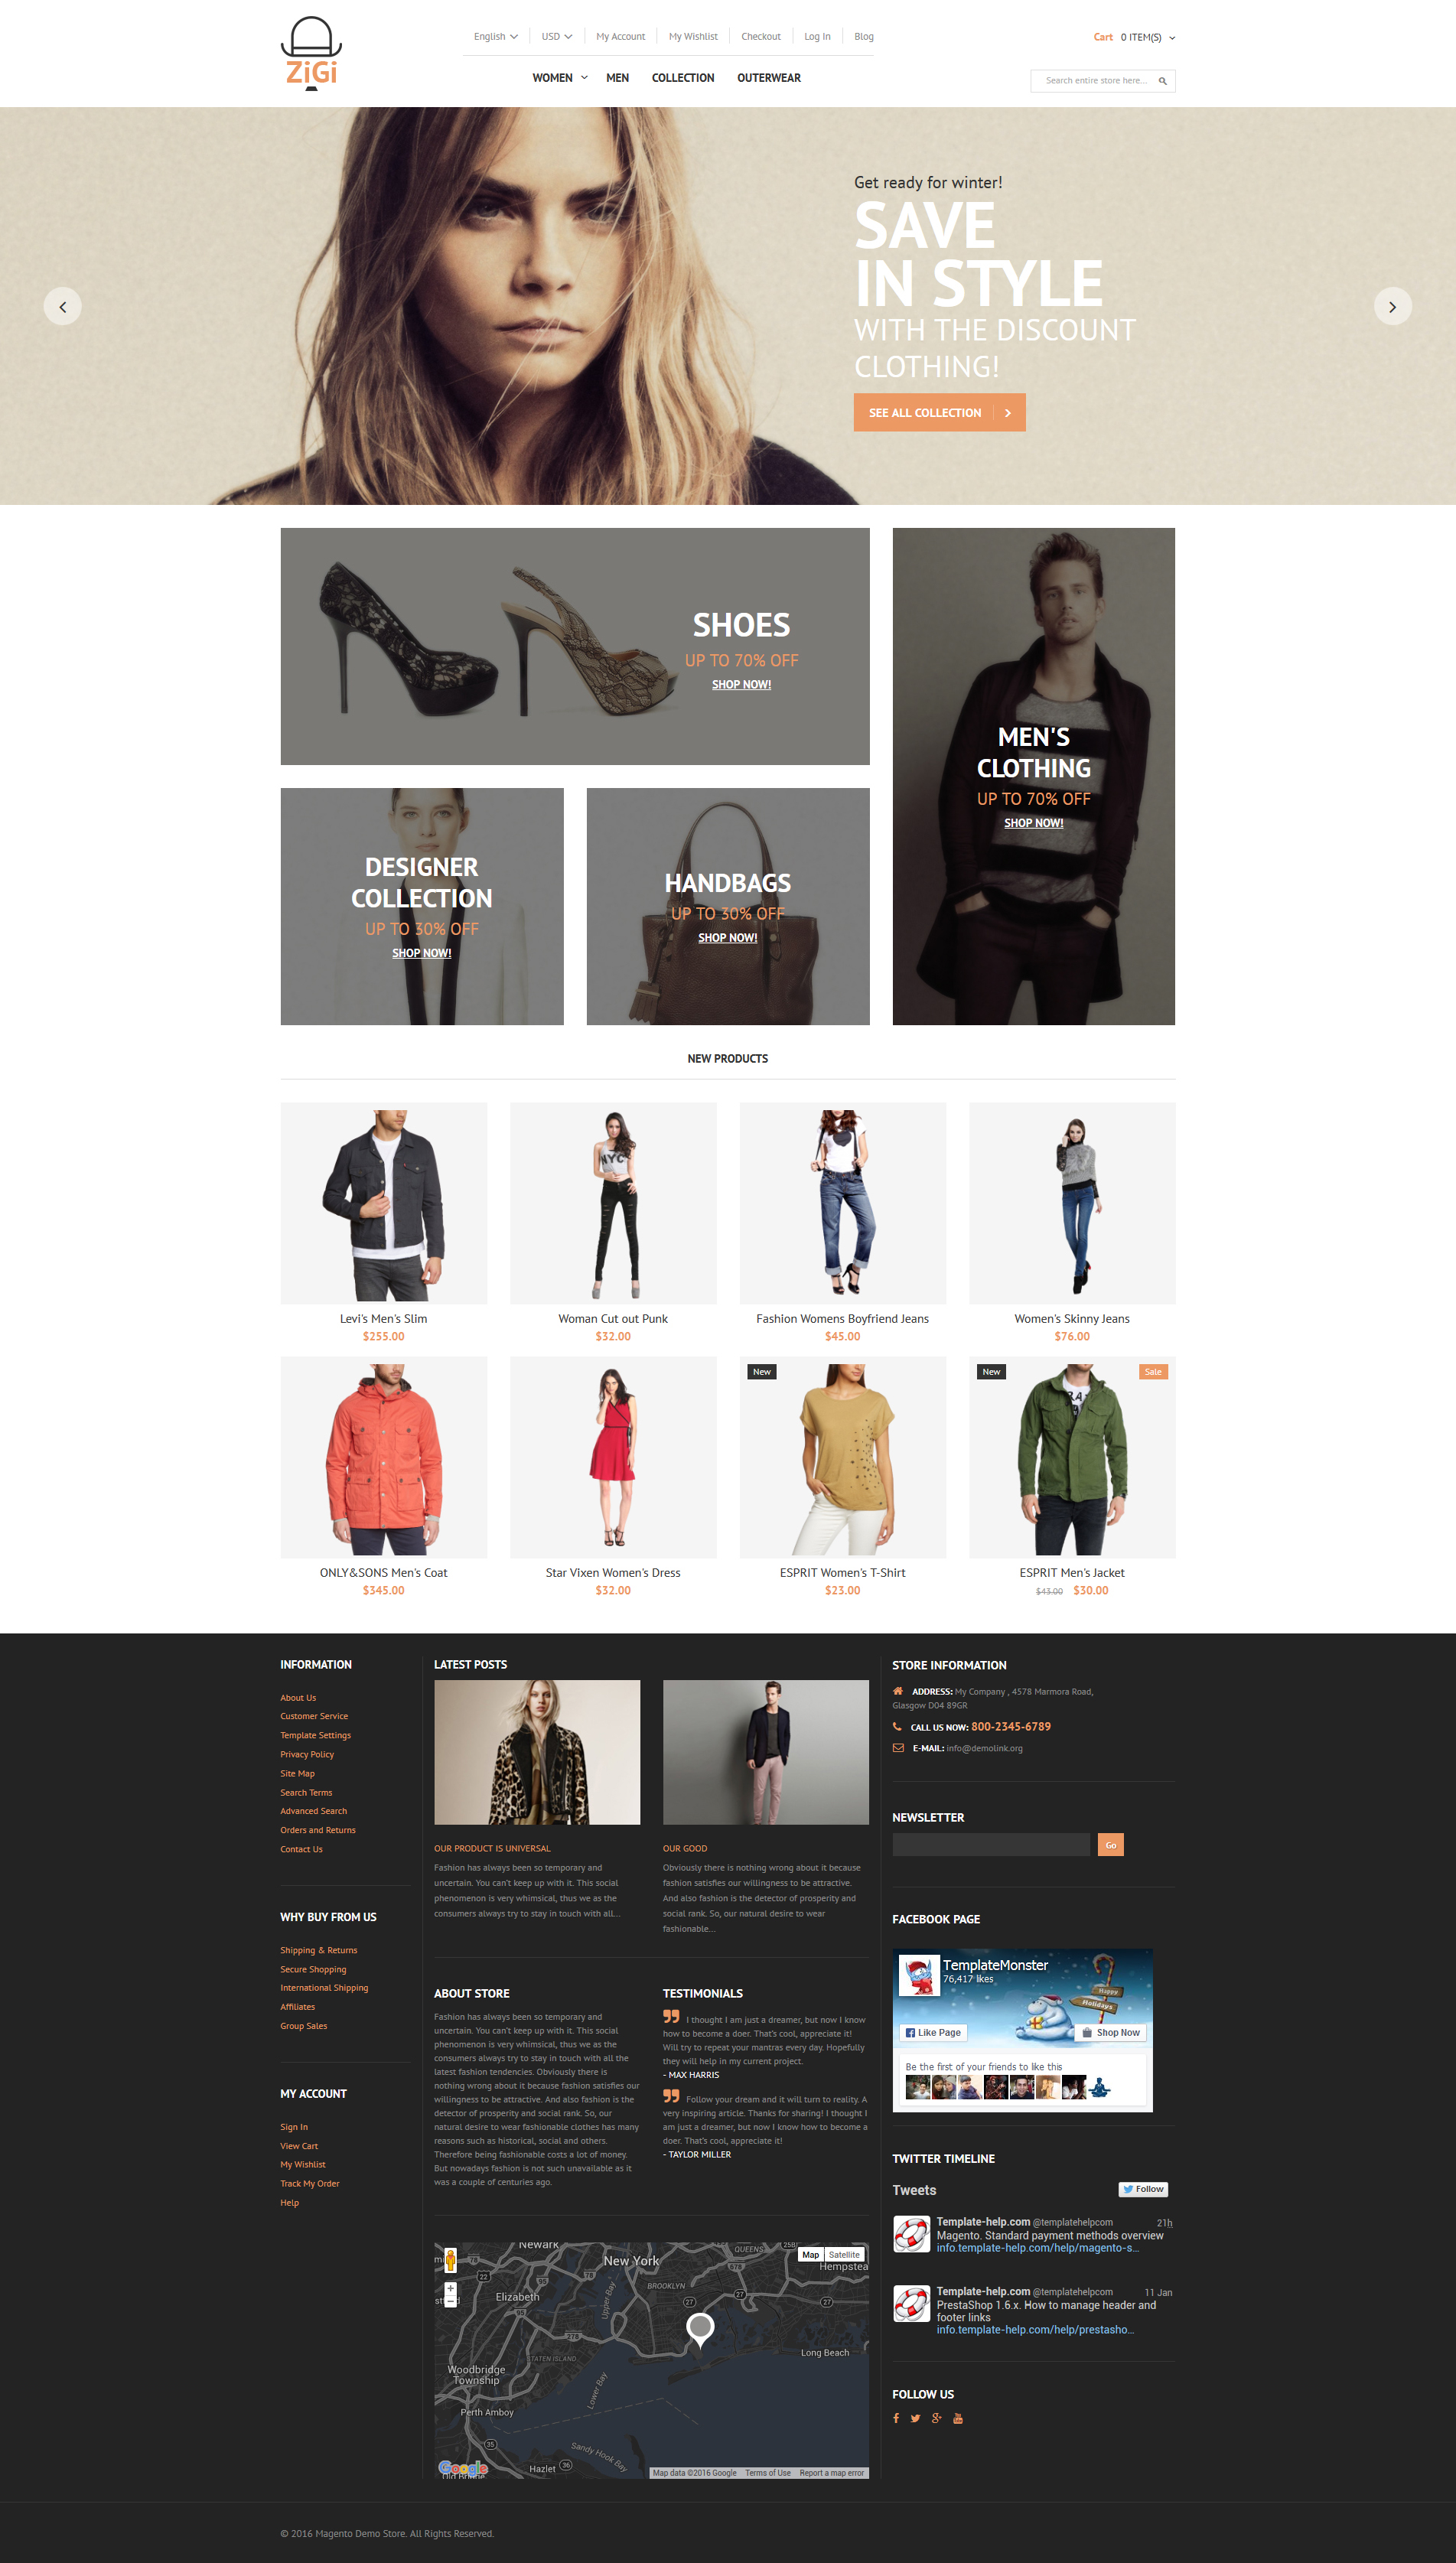 ZiGi
English
USD
My Account
My Wishlist
Checkout
Log In
Blog
Cart 0 ITEM(S)
WOMEN
MEN
COLLECTION
OUTERWEAR
Search entire store here...
Get ready for winter!
SAVE
IN STYLE
WITH THE DISCOUNT
CLOTHING!
SEE ALL COLLECTION
SHOES
UP TO 70% OFF
SHOP NOW!
MEN'S
CLOTHING
UP TO 70% OFF
SHOP NOW!
DESIGNER
COLLECTION
UP TO 30% OFF
SHOP NOW!
HANDBAGS
UP TO 30% OFF
SHOP NOW!
NEW PRODUCTS
NYC
Levi's Men's Slim
$255.00
Woman Cut out Punk
$32.00
Fashion Womens Boyfriend Jeans
$45.00
Women's Skinny Jeans
$76.00
New
New
Sale
ONLY&SONS Men's Coat
$345.00
Star Vixen Women's Dress
$32.00
ESPRIT Women's T-Shirt
$23.00
ESPRIT Men's Jacket
$43.00 $30.00
INFORMATION
About Us
Customer Service
Template Settings
Privacy Policy
Site Map
Search Terms
Advanced Search
Orders and Returns
Contact Us
WHY BUY FROM US
Shipping & Returns
Secure Shopping
International Shipping
Affiliates
Group Sales
MY ACCOUNT
Sign In
View Cart
My Wishlist
Track My Order
Help
LATEST POSTS
OUR PRODUCT IS UNIVERSAL
Fashion has always been so temporary and
uncertain. You can't keep up with it. This social
phenomenon is very whimsical, thus we as the
consumers always try to stay in touch with all...
OUR GOOD
Obviously there is nothing wrong about it because
fashion satisfies our willingness to be attractive.
And also fashion is the detector of prosperity and
social rank. So, our natural desire to wear
fashionable...
ABOUT STORE
Fashion has always been so temporary and
uncertain. You can't keep up with it. This social
phenomenon is very whimsical, thus we as the
consumers always try to stay in touch with all the
latest fashion tendencies. Obviously there is
nothing wrong about it because fashion satisfies our
willingness to be attractive. And also fashion is the
detector of prosperity and social rank. So, our
natural desire to wear fashionable clothes has many
reasons such as historical, social and others.
Therefore being fashionable costs a lot of money.
But nowadays fashion is not such unavailable as it
was a couple of centuries ago.
TESTIMONIALS
I thought I am just a dreamer, but now I know
how to become a doer. That's cool, appreciate it!
Will try to repeat your mantras every day. Hopefully
they will help in my current project.
- MAX HARRIS
Follow your dream and it will turn to reality. A
very inspiring article. Thanks for sharing! I thought I
am just a dreamer, but now I know how to become a
doer. That's cool, appreciate it!
- TAYLOR MILLER
Newark
New York
QUEENS
25B
Map
Satellite
Hempstea
78
22
95
78
678
Elizabeth
BROOKLYN
27
27
27
Upper Bay
278
STATEN ISLAND
Long Beach
Woodbridge
Township
Lower Bay
Perth Amboy
35
Sandy Hook Bay
Hazlet
36
Google
Old Bridge
Map data ©2016 Google
Terms of Use
Report a map error
STORE INFORMATION
ADDRESS: My Company , 4578 Marmora Road,
Glasgow D04 89GR
CALL US NOW: 800-2345-6789
E-MAIL: info@demolink.org
NEWSLETTER
Go
FACEBOOK PAGE
TemplateMonster
76,417 likes
Happy
Holidays
Like Page
Shop Now
Be the first of your friends to like this
TWITTER TIMELINE
Tweets
Follow
Template-help.com @templatehelpcom 21h
Magento. Standard payment methods overview
info.template-help.com/help/magento-s...
Template-help.com @templatehelpcom 11 Jan
PrestaShop 1.6.x. How to manage header and
footer links
info.template-help.com/help/prestasho...
FOLLOW US
© 2016 Magento Demo Store. All Rights Reserved.